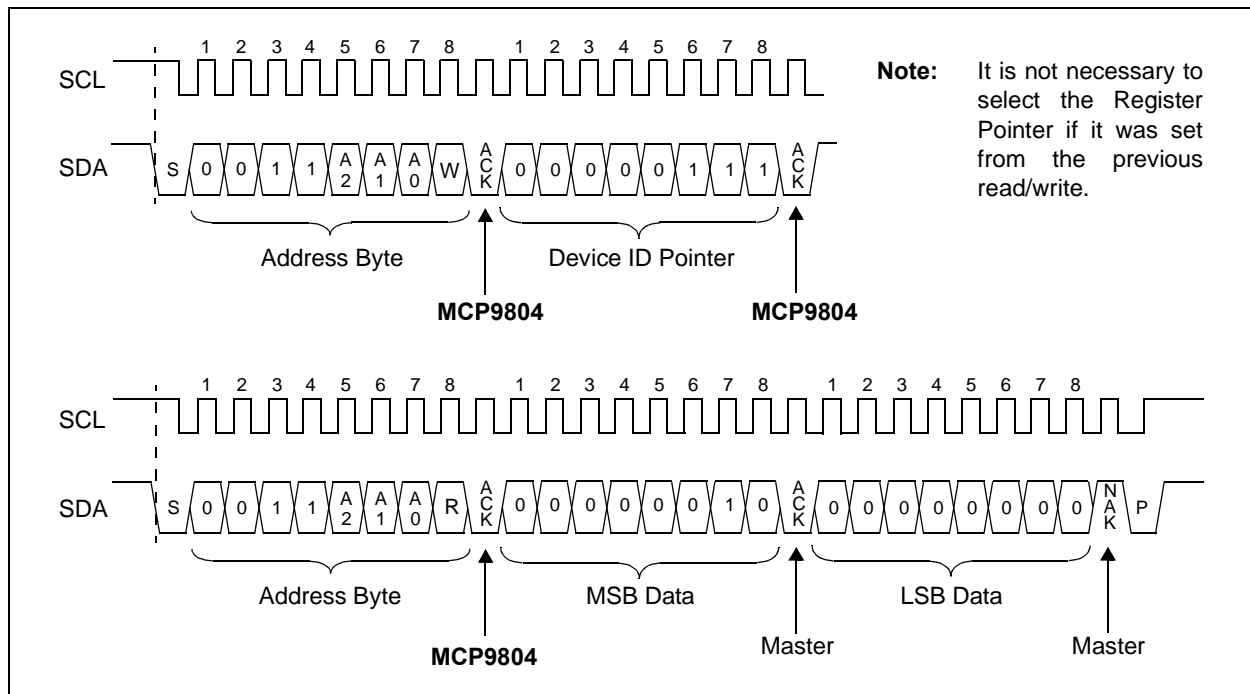 1 2 3 4 5 6 7 8 1 2 3 4 5 6 7 8
SCL
SDA
S 0 0 1 1 A2 A1 A0 W ACK 0 0 0 0 0 1 1 1 ACK
Address Byte
Device ID Pointer
MCP9804
MCP9804
Note: It is not necessary to
select the Register
Pointer if it was set
from the previous
read/write.
1 2 3 4 5 6 7 8 1 2 3 4 5 6 7 8 1 2 3 4 5 6 7 8
SCL
SDA
S 0 0 1 1 A2 A1 A0 R ACK 0 0 0 0 0 0 1 0 ACK 0 0 0 0 0 0 0 0 NAK P
Address Byte
MSB Data
LSB Data
MCP9804
Master
Master